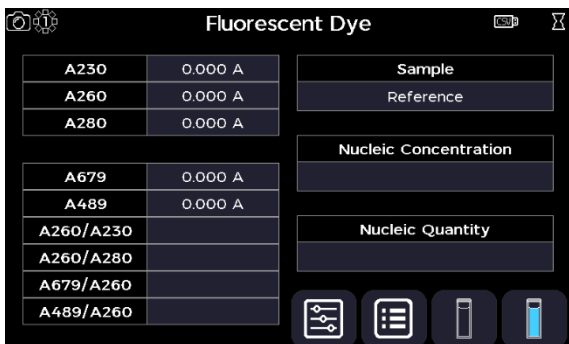 1
Fluorescent Dye
CSV
A230 0.000 A
A260 0.000 A
A280 0.000 A
A679 0.000 A
A489 0.000 A
A260/A230
A260/A280
A679/A260
A489/A260
Sample
Reference
Nucleic Concentration
Nucleic Quantity